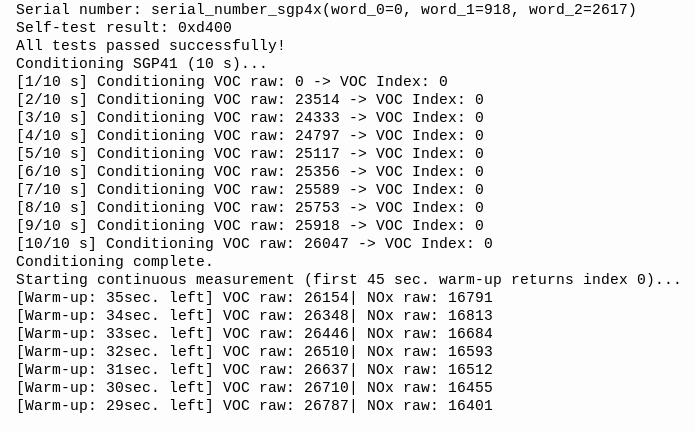 Serial number: serial_number_sgp4x(word_0=0, word_1=918, word_2=2617)
Self-test result: 0xd400
All tests passed successfully!
Conditioning SGP41 (10 s)...
[1/10 s] Conditioning VOC raw: 0 -> VOC Index: 0
[2/10 s] Conditioning VOC raw: 23514 -> VOC Index: 0
[3/10 s] Conditioning VOC raw: 24333 -> VOC Index: 0
[4/10 s] Conditioning VOC raw: 24797 -> VOC Index: 0
[5/10 s] Conditioning VOC raw: 25117 -> VOC Index: 0
[6/10 s] Conditioning VOC raw: 25356 -> VOC Index: 0
[7/10 s] Conditioning VOC raw: 25589 -> VOC Index: 0
[8/10 s] Conditioning VOC raw: 25753 -> VOC Index: 0
[9/10 s] Conditioning VOC raw: 25918 -> VOC Index: 0
[10/10 s] Conditioning VOC raw: 26047 -> VOC Index: 0
Conditioning complete.
Starting continuous measurement (first 45 sec. warm-up returns index 0)...
[Warm-up: 35sec. left] VOC raw: 26154| NOx raw: 16791
[Warm-up: 34sec. left] VOC raw: 26348| NOx raw: 16813
[Warm-up: 33sec. left] VOC raw: 26446| NOx raw: 16684
[Warm-up: 32sec. left] VOC raw: 26510| NOx raw: 16593
[Warm-up: 31sec. left] VOC raw: 26637| NOx raw: 16512
[Warm-up: 30sec. left] VOC raw: 26710| NOx raw: 16455
[Warm-up: 29sec. left] VOC raw: 26787| NOx raw: 16401